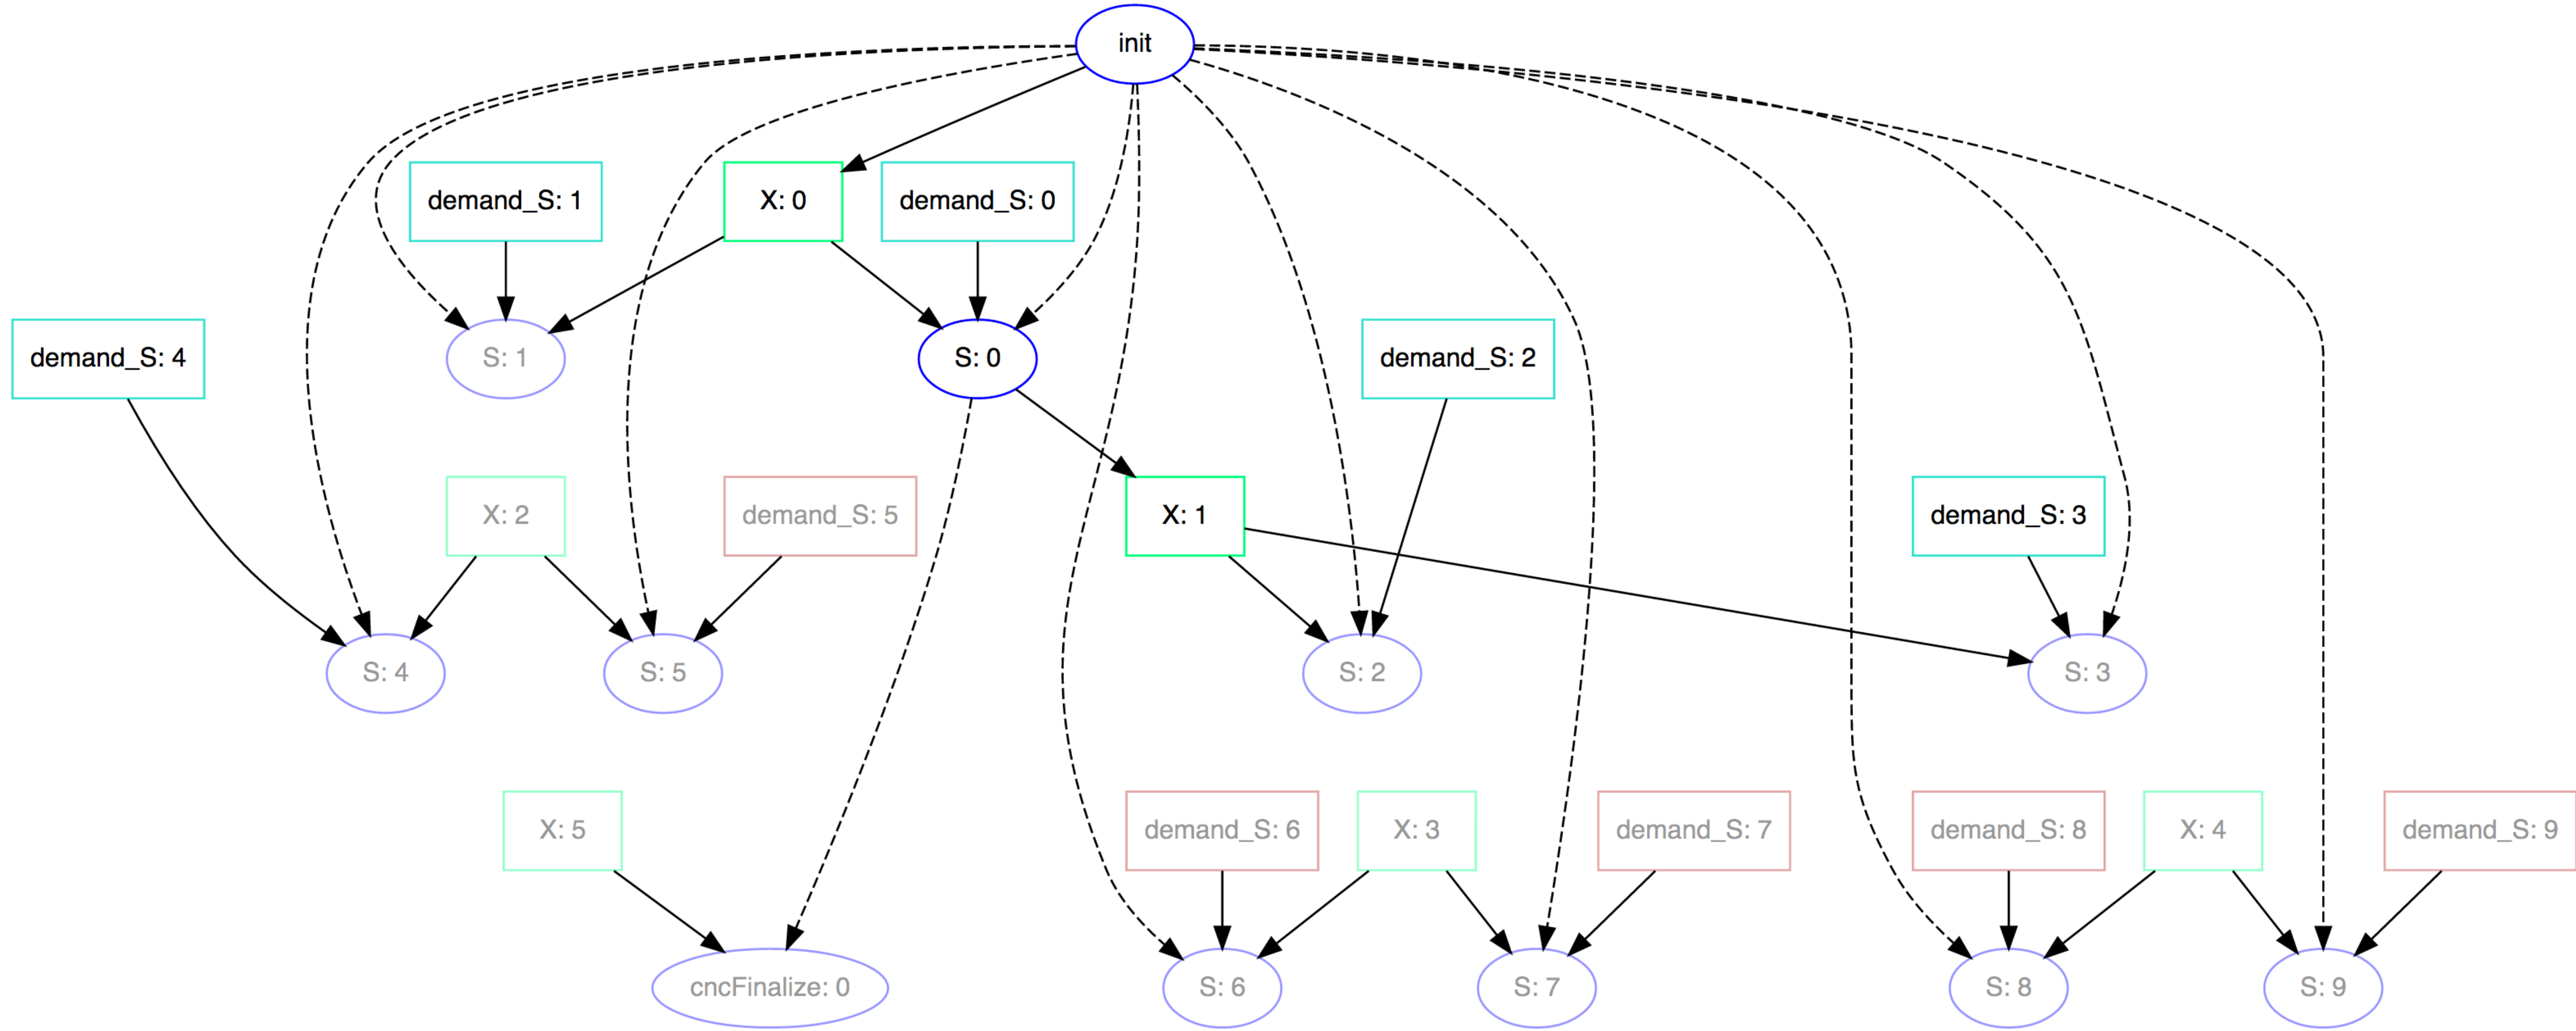 init
demand_S: 1
X: 0
demand_S: 0
demand_S: 4
S: 1
S: 0
demand_S: 2
X: 2
demand_S: 5
X: 1
demand_S: 3
S: 4
S: 5
S: 2
S: 3
X: 5
demand_S: 6
X: 3
demand_S: 7
demand_S: 8
X: 4
demand_S: 9
cncFinalize: 0
S: 6
S: 7
S: 8
S: 9